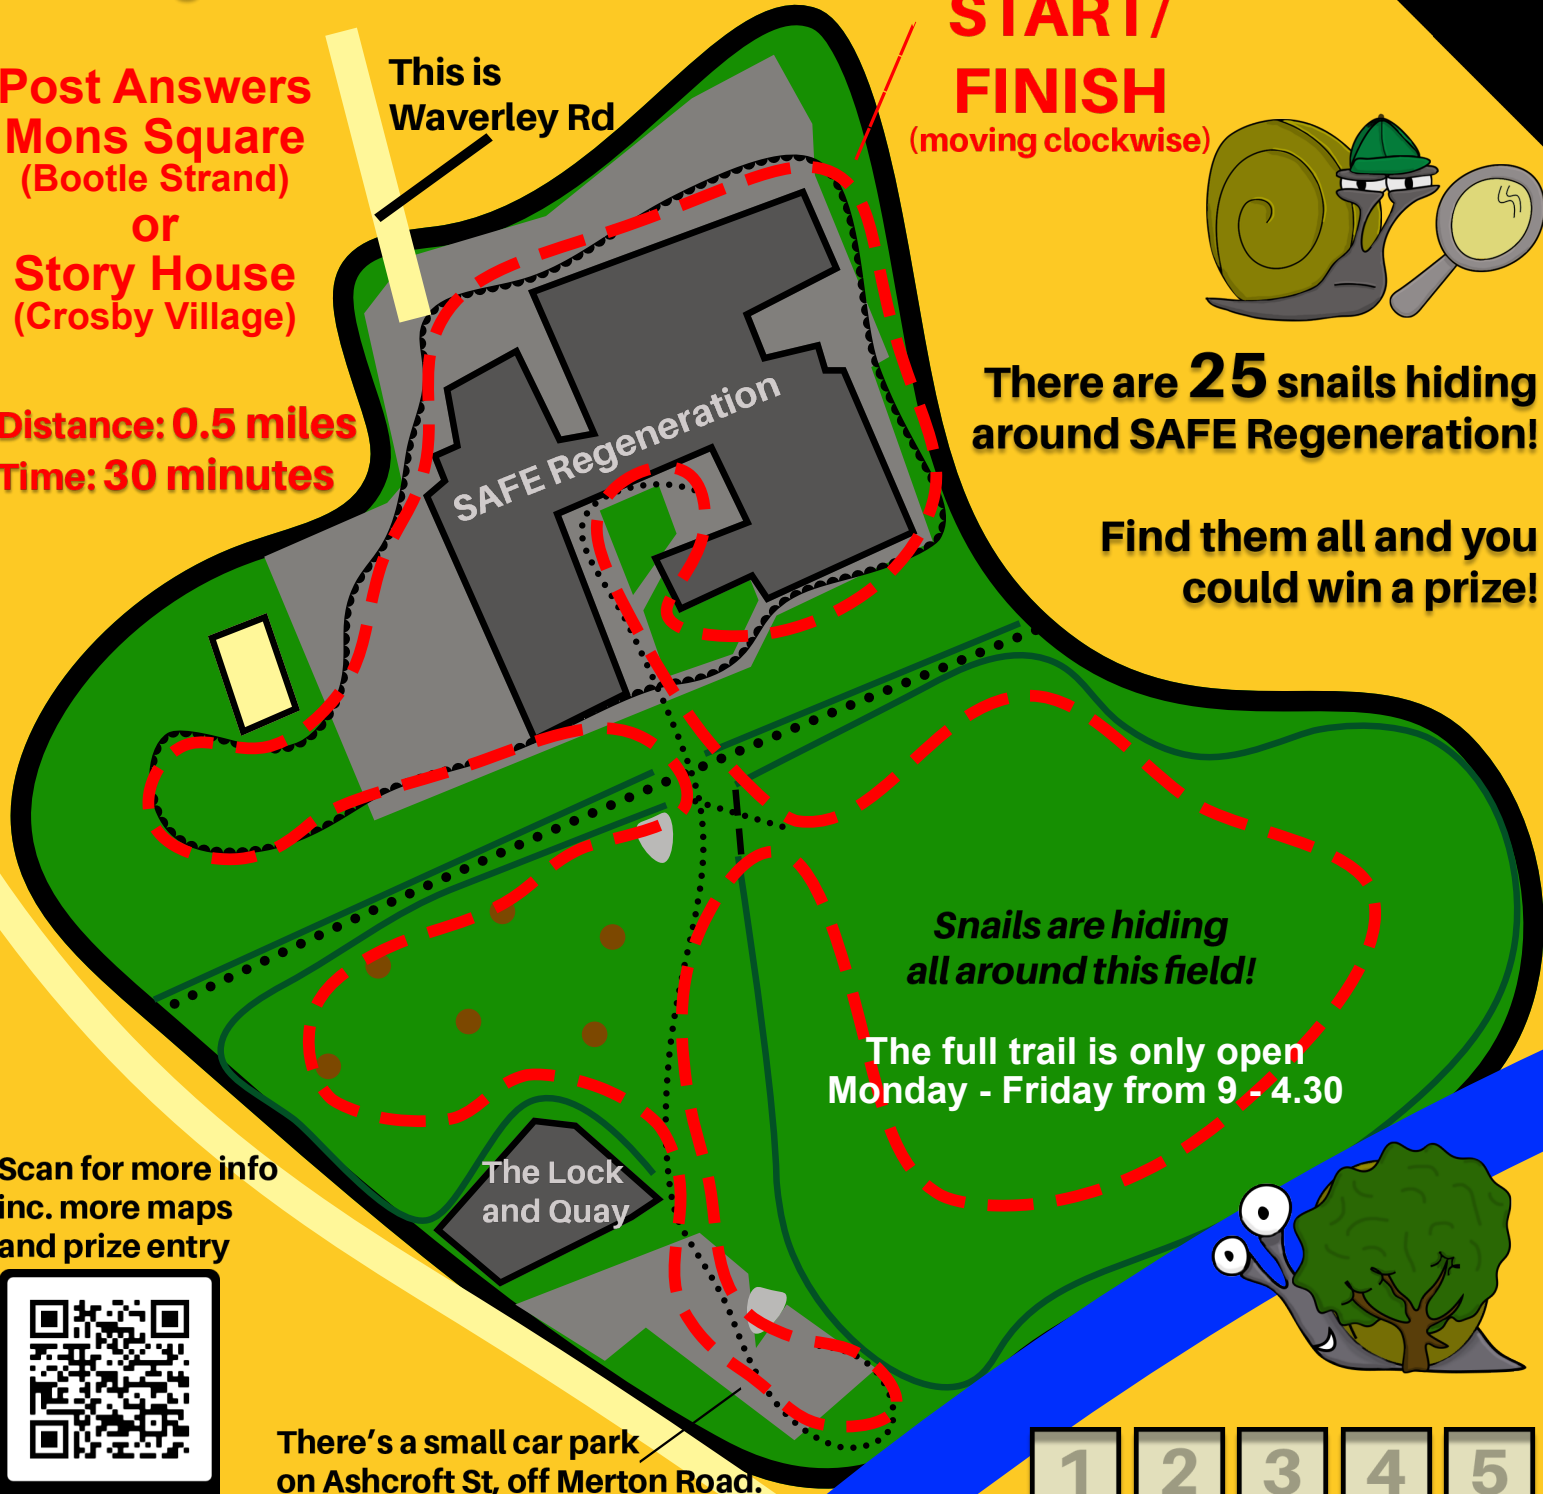 START/
FINISH
(moving clockwise)
Post Answers
Mons Square
(Bootle Strand)
or
Story House
(Crosby Village)
This is
Waverley Rd
Distance: 0.5 miles
Time: 30 minutes
There are 25 snails hiding
around SAFE Regeneration!
Find them all and you
could win a prize!
SAFE Regeneration
Snails are hiding
all around this field!
The full trail is only open
Monday - Friday from 9 - 4.30
The Lock
and Quay
Scan for more info
inc. more maps
and prize entry
There's a small car park
on Ashcroft St, off Merton Road.
1 2 3 4 5